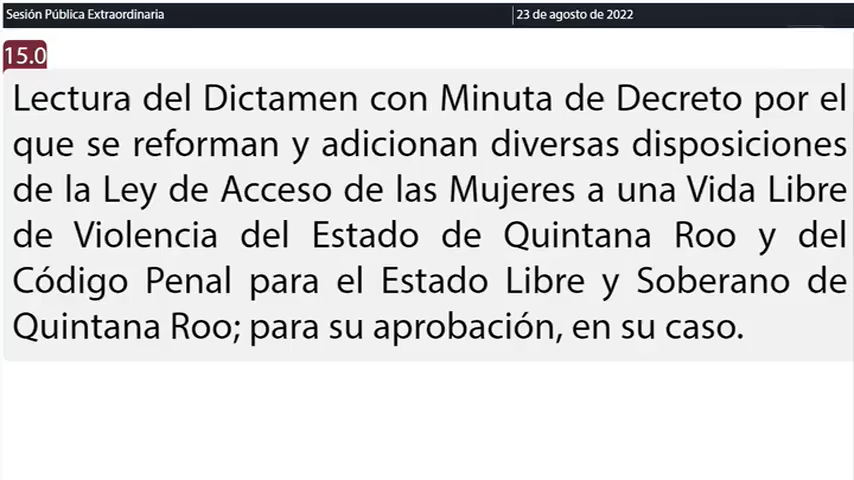 Sesión Pública Extraordinaria
23 de agosto de 2022
15.0
Lectura del Dictamen con Minuta de Decreto por el
que se reforman y adicionan diversas disposiciones
de la Ley de Acceso de las Mujeres a una Vida Libre
de Violencia del Estado de Quintana Roo y del
Código Penal para el Estado Libre y Soberano de
Quintana Roo; para su aprobación, en su caso.